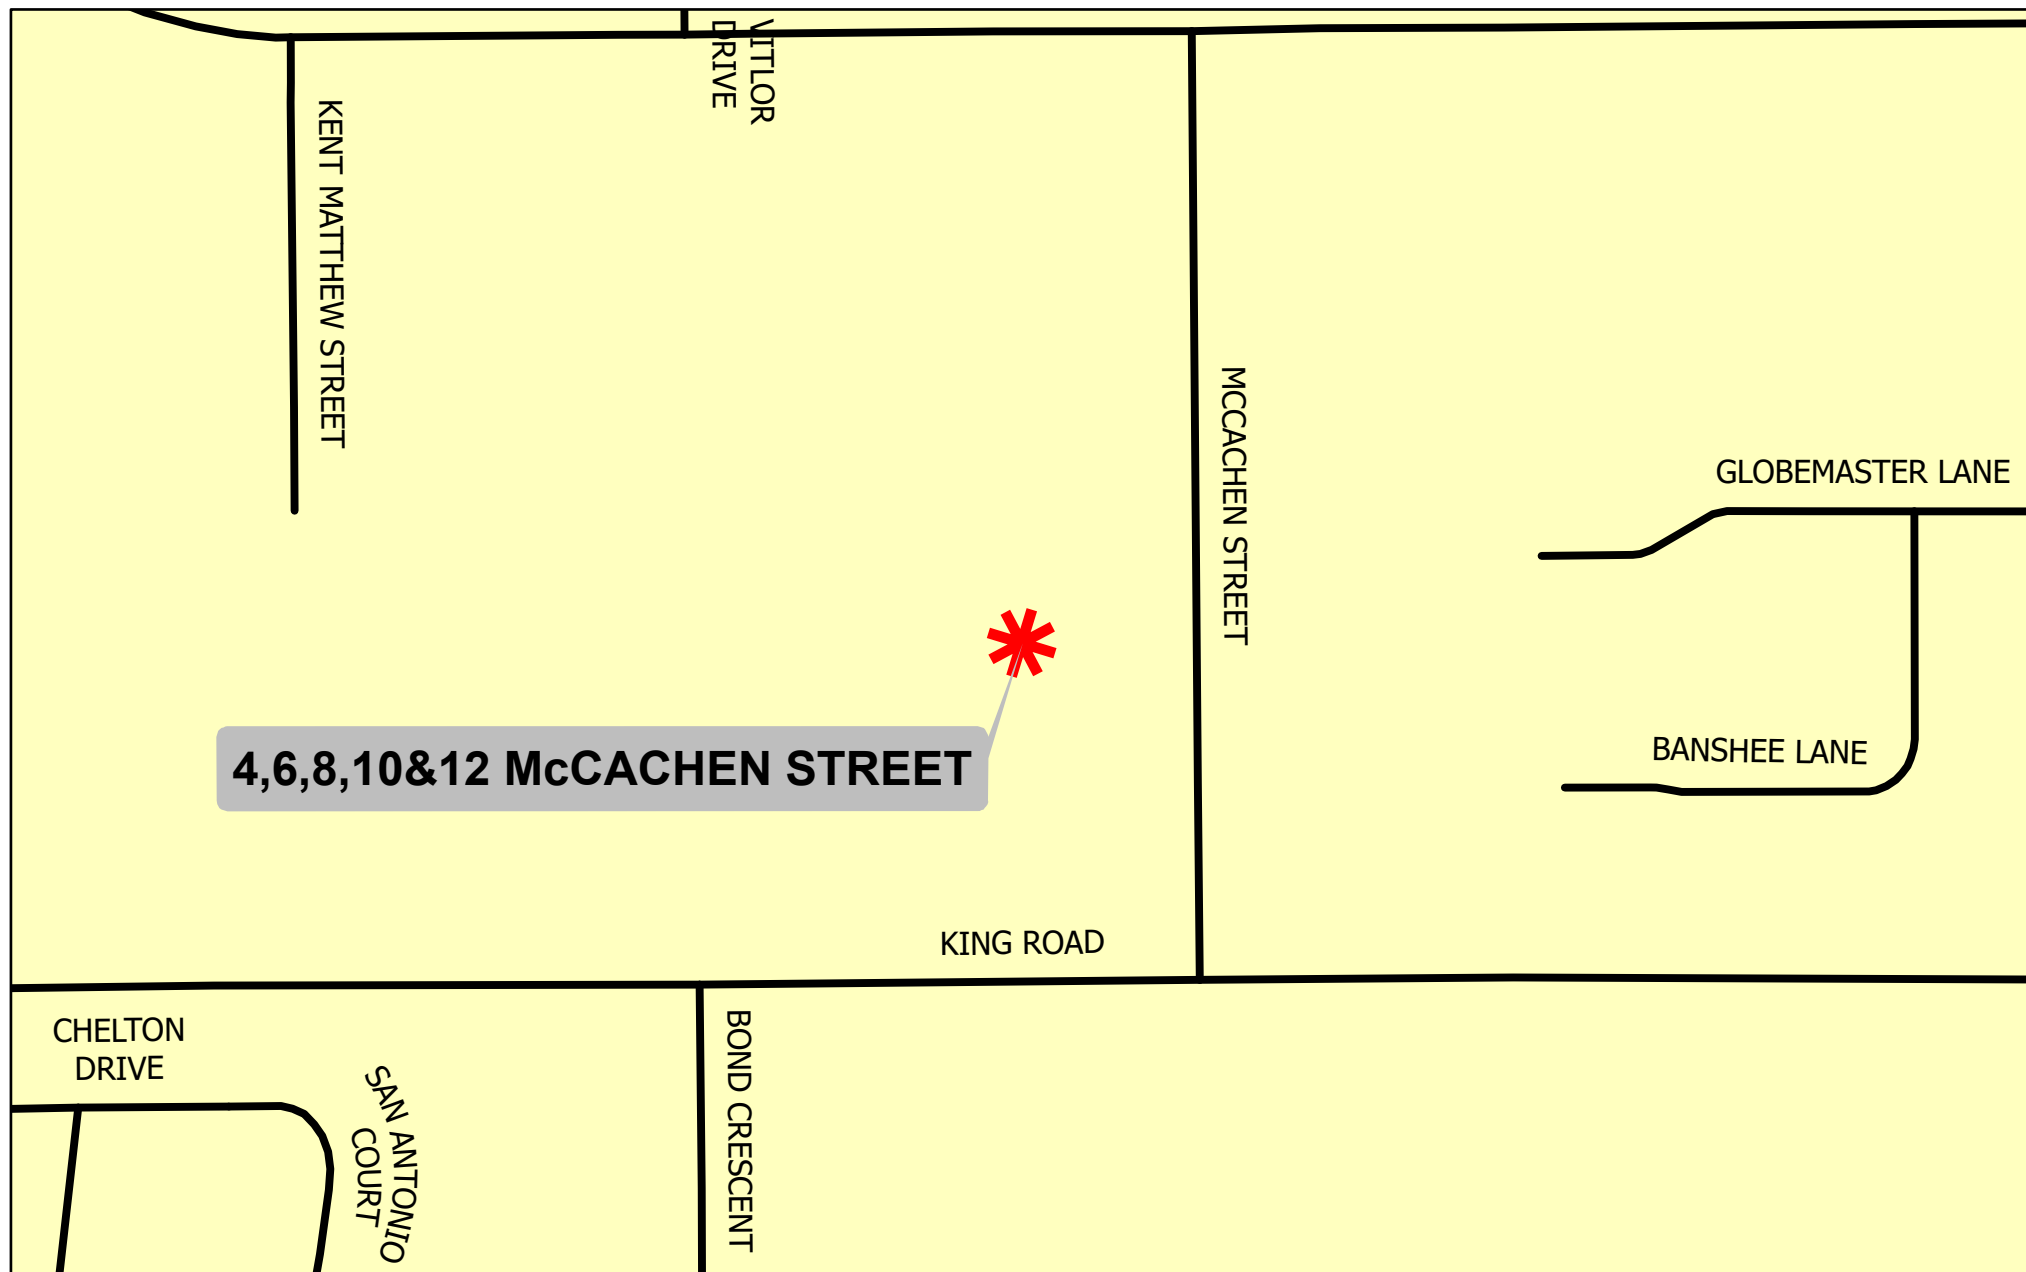 VITLOR
DRIVE
KENT MATTHEW STREET
MCCACHEN STREET
GLOBEMASTER LANE
BANSHEE LANE
4,6,8,10&12 McCACHEN STREET
KING ROAD
CHELTON
DRIVE
SAN ANTONIO
COURT
BOND CRESCENT